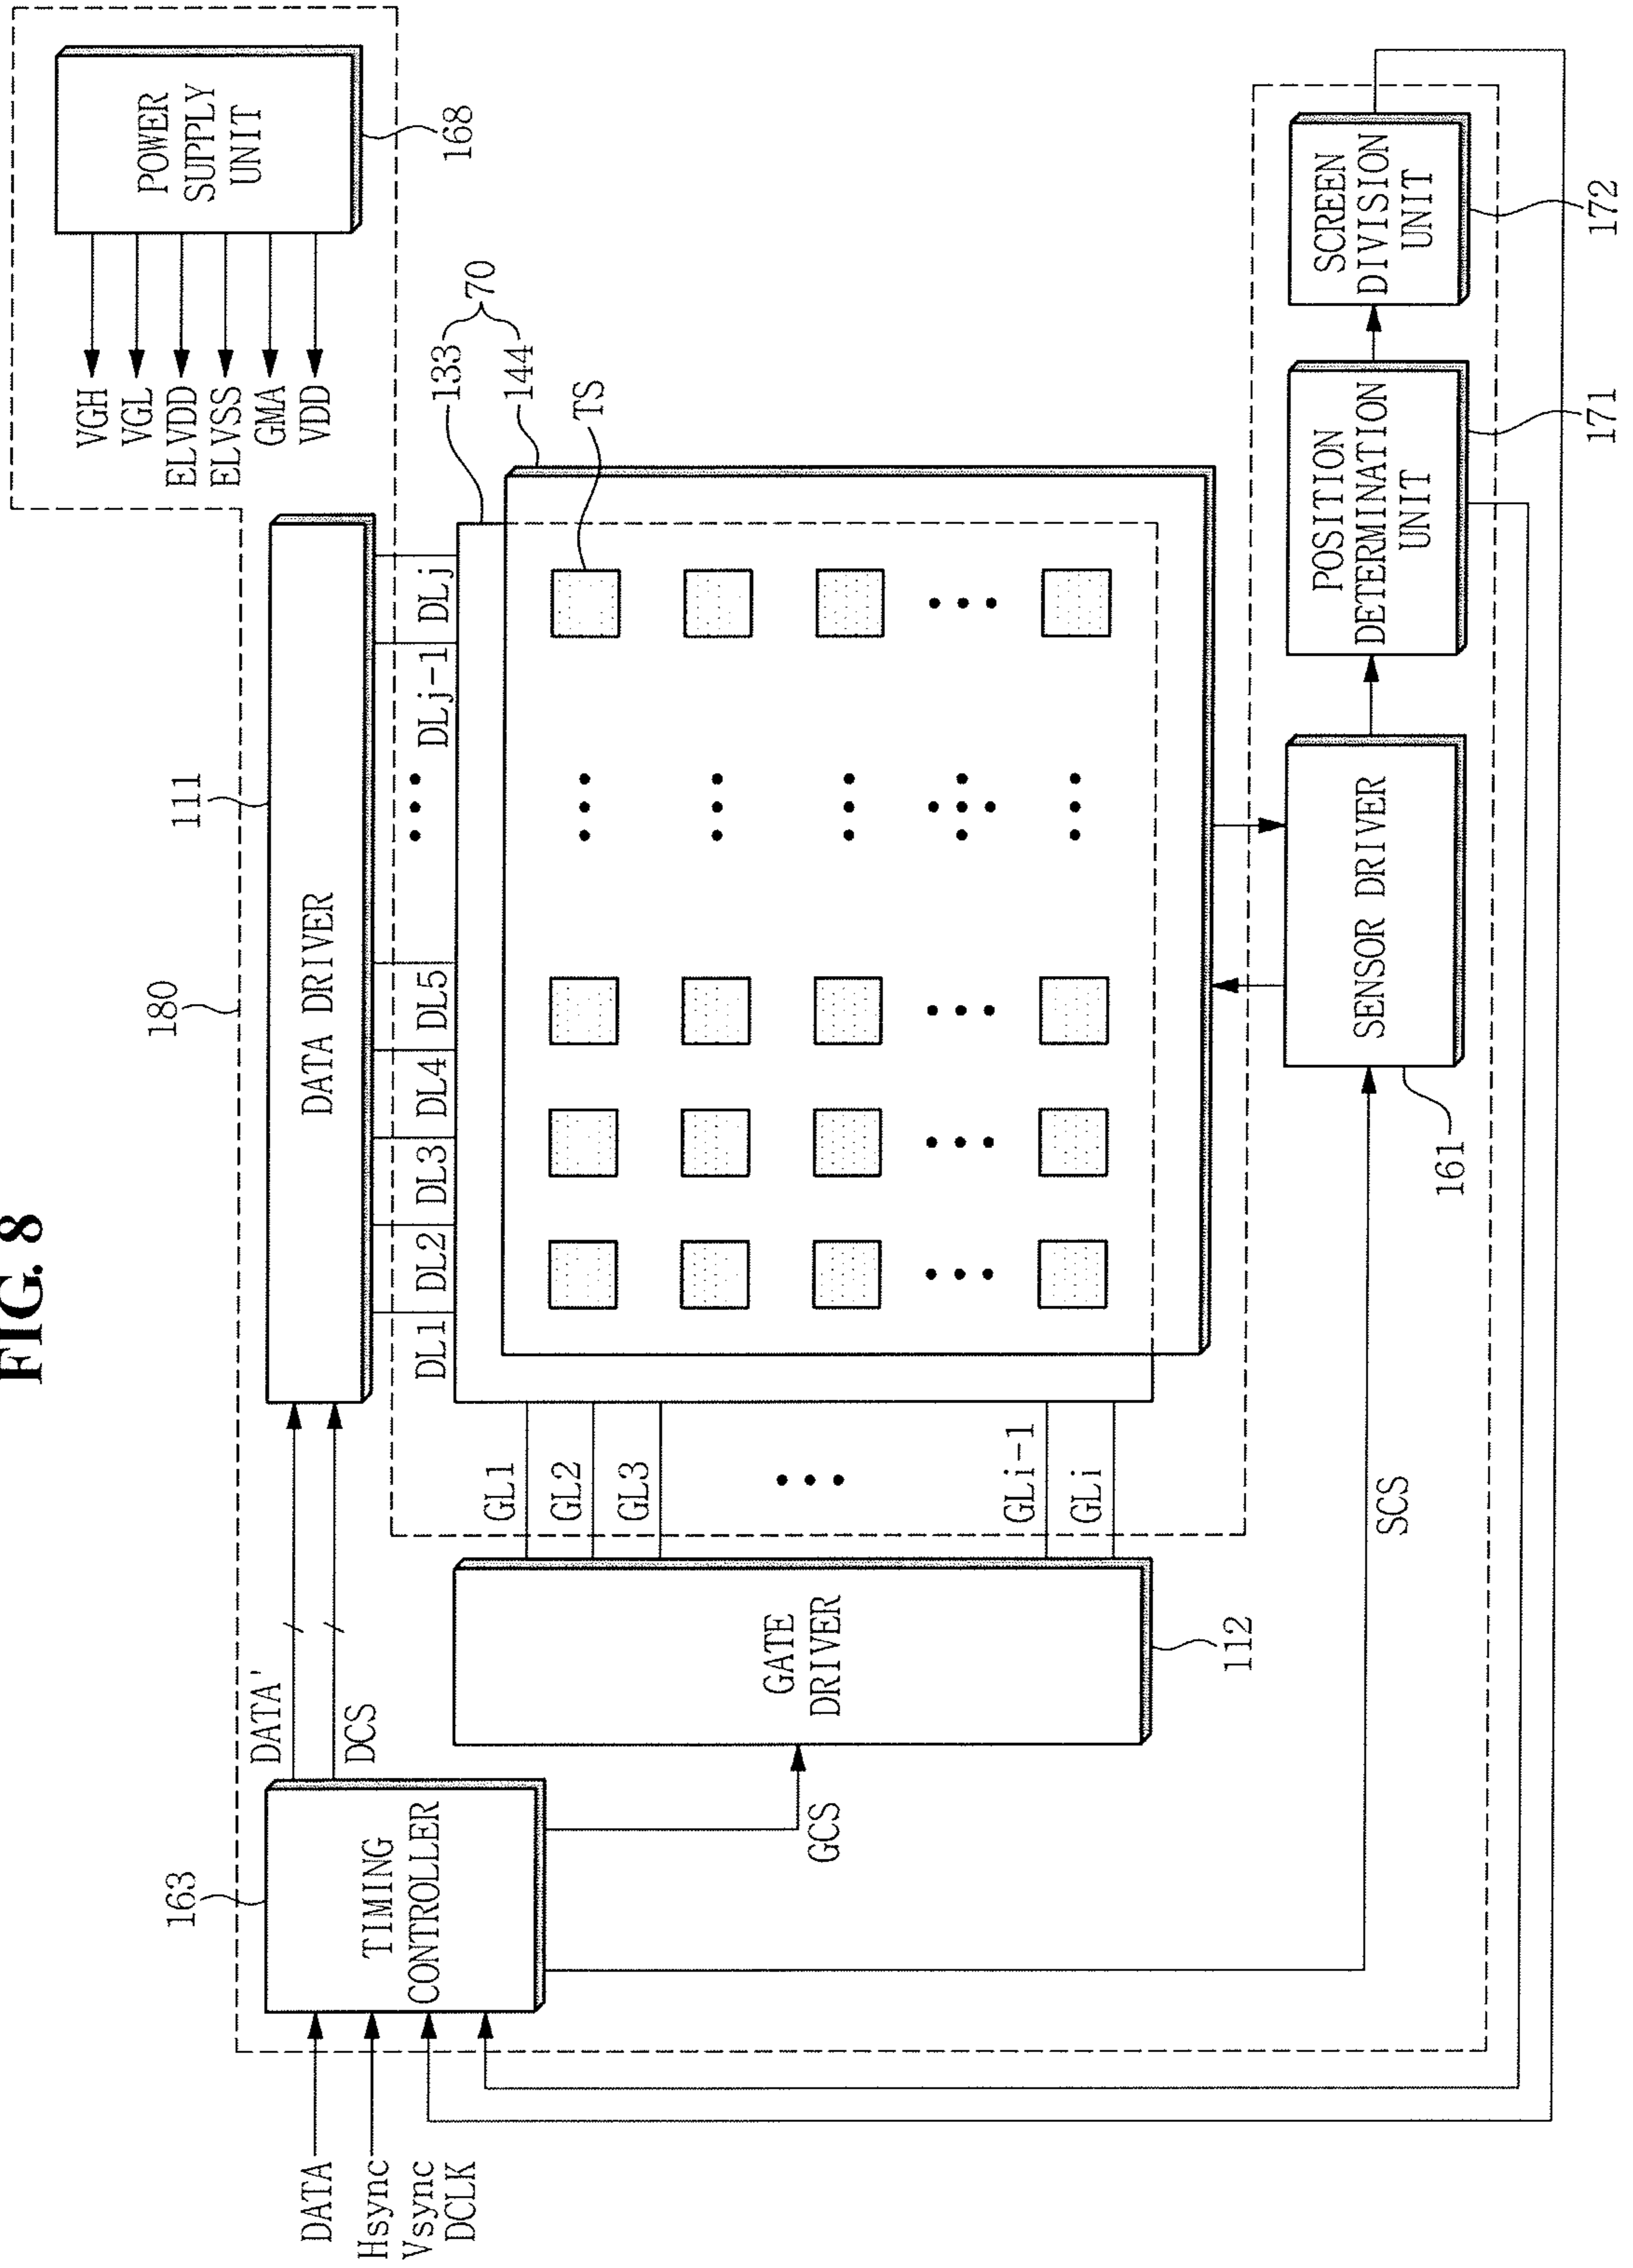 FIG. 8
180
111
163
DATA'
DCS
DATA DRIVER
POWER
SUPPLY
UNIT
168
VGH
VGL
ELVDD
ELVSS
GMA
VDD
DATA
Hsync
Vsync
DCLK
TIMING
CONTROLLER
DL1
DL2
DL3
DL4
DL5
DLj-1
DLj
133
70
144
TS
GL1
GL2
GL3
GLi-1
GLi
GATE
DRIVER
112
GCS
SCS
SENSOR DRIVER
161
POSITION
DETERMINATION
UNIT
171
SCREEN
DIVISION
UNIT
172